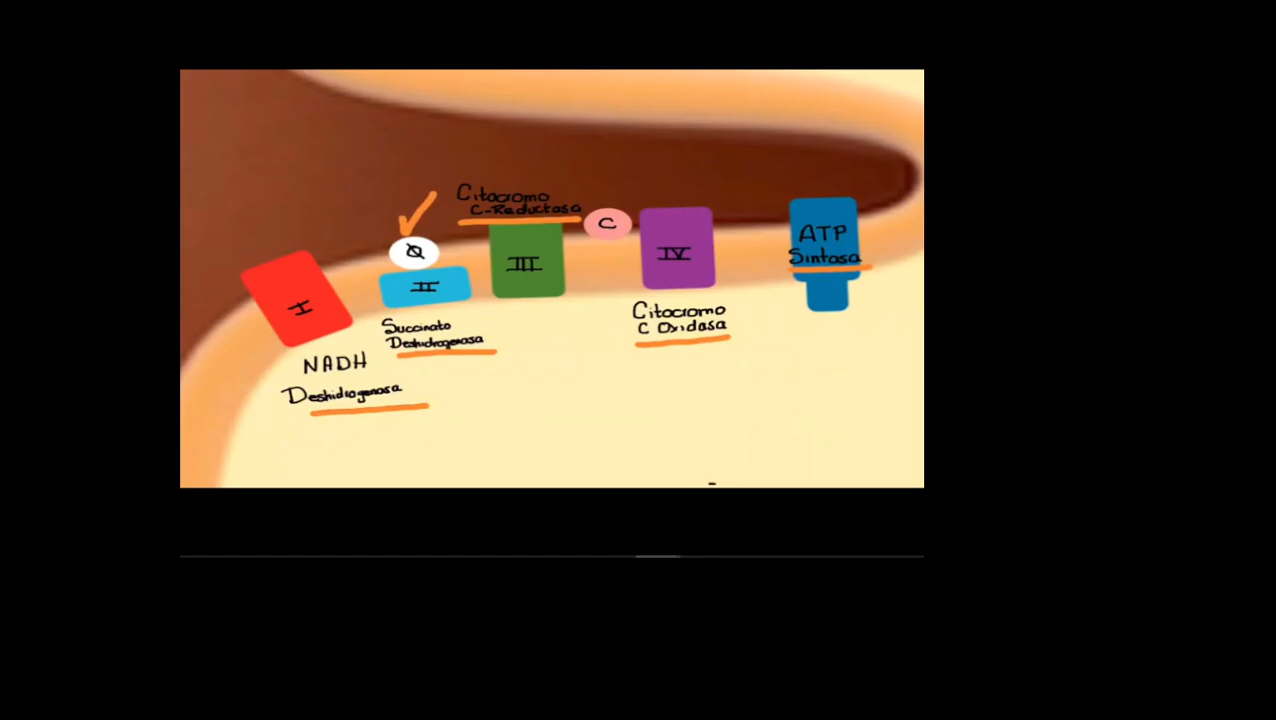 Citocromo
C-Reductasa
C
Q
I
II
III
IV
ATP
Sintasa
Succinato
Deshidrogenasa
Citocromo
C Oxidasa
NADH
Deshidrogenasa